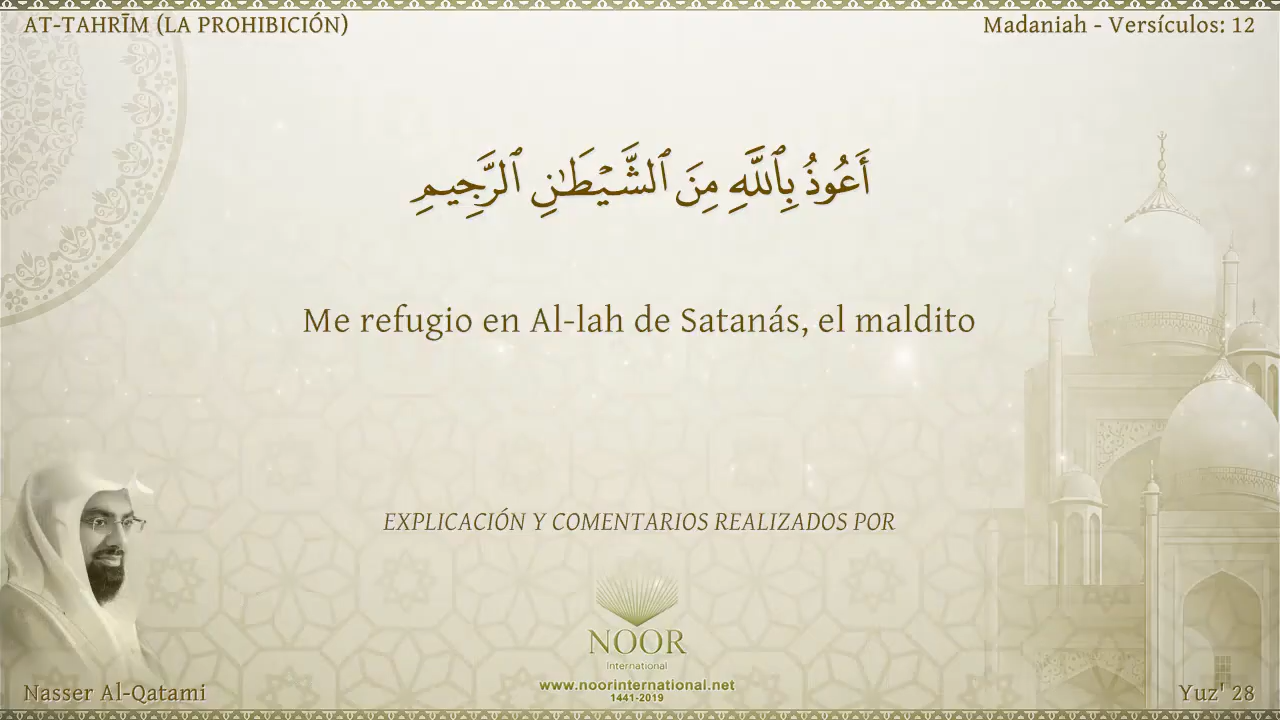 AT-TAHRĪM (LA PROHIBICIÓN)
Madaniah - Versículos: 12
أَعُوذُ بِٱللَّهِ مِنَ ٱلشَّيْطَٰنِ ٱلرَّجِيمِ
Me refugio en Al-lah de Satanás, el maldito
EXPLICACIÓN Y COMENTARIOS REALIZADOS POR
NOOR
International
www.noorinternational.net
1441-2019
Nasser Al-Qatami
Yuz' 28